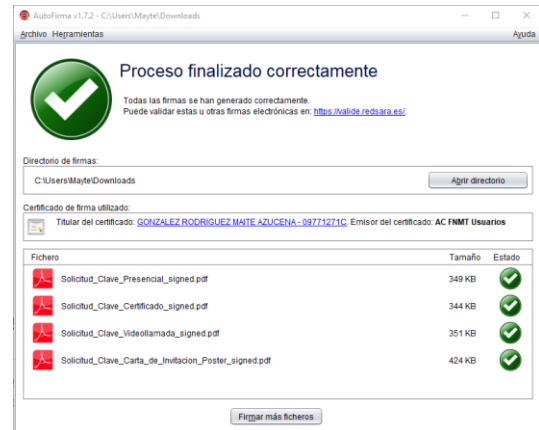 AutoFirma v1.7.2 - C:\Users\Mayte\Downloads
Archivo Herramientas Ayuda
Proceso finalizado correctamente
Todas las firmas se han generado correctamente.
Puede validar estas u otras firmas electrónicas en: https://valide.redsara.es/.
Directorio de firmas:
C:\Users\Mayte\Downloads
Abrir directorio
Certificado de firma utilizado:
Titular del certificado: GONZALEZ RODRIGUEZ MAITE AZUCENA - 09771271C. Emisor del certificado: AC FNMT Usuarios
Fichero Tamaño Estado
Solicitud_Clave_Presencial_signed.pdf 349 KB
Solicitud_Clave_Certificado_signed.pdf 344 KB
Solicitud_Clave_Videollamada_signed.pdf 351 KB
Solicitud_Clave_Carta_de_Invitacion_Poster_signed.pdf 424 KB
Firmar más ficheros